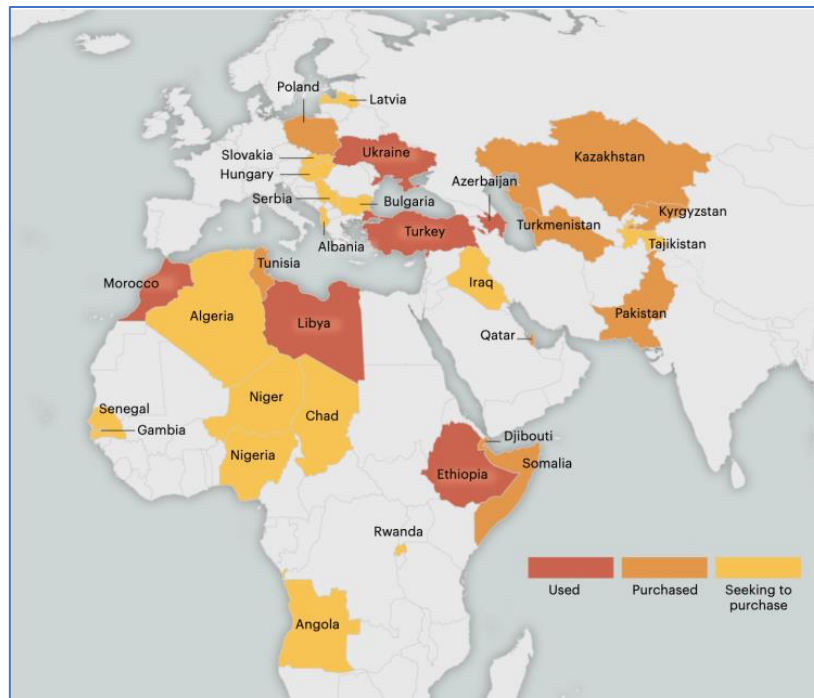 Poland
Latvia
Slovakia
Ukraine
Hungary
Kazakhstan
Azerbaijan
Serbia
Bulgaria
Kyrgyzstan
Turkmenistan
Turkey
Albania
Tajikistan
Tunisia
Morocco
Iraq
Algeria
Libya
Pakistan
Qatar
Niger
Senegal
Chad
Gambia
Djibouti
Nigeria
Somalia
Ethiopia
Rwanda
Used
Purchased
Seeking to
purchase
Angola